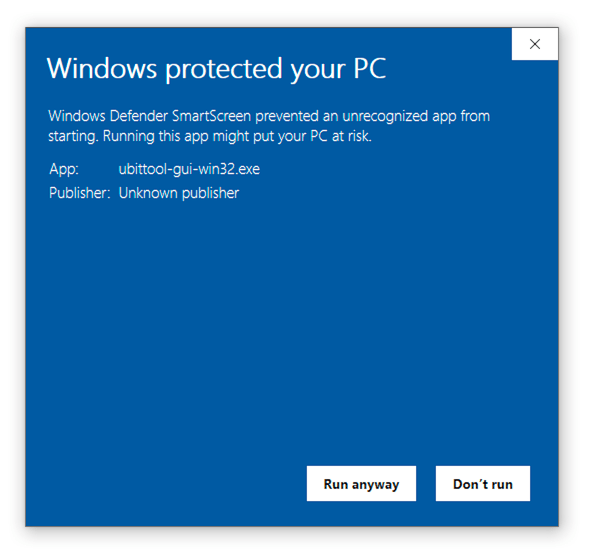 Windows protected your PC
Windows Defender SmartScreen prevented an unrecognized app from
starting. Running this app might put your PC at risk.
App: ubittool-gui-win32.exe
Publisher: Unknown publisher
Run anyway Don't run